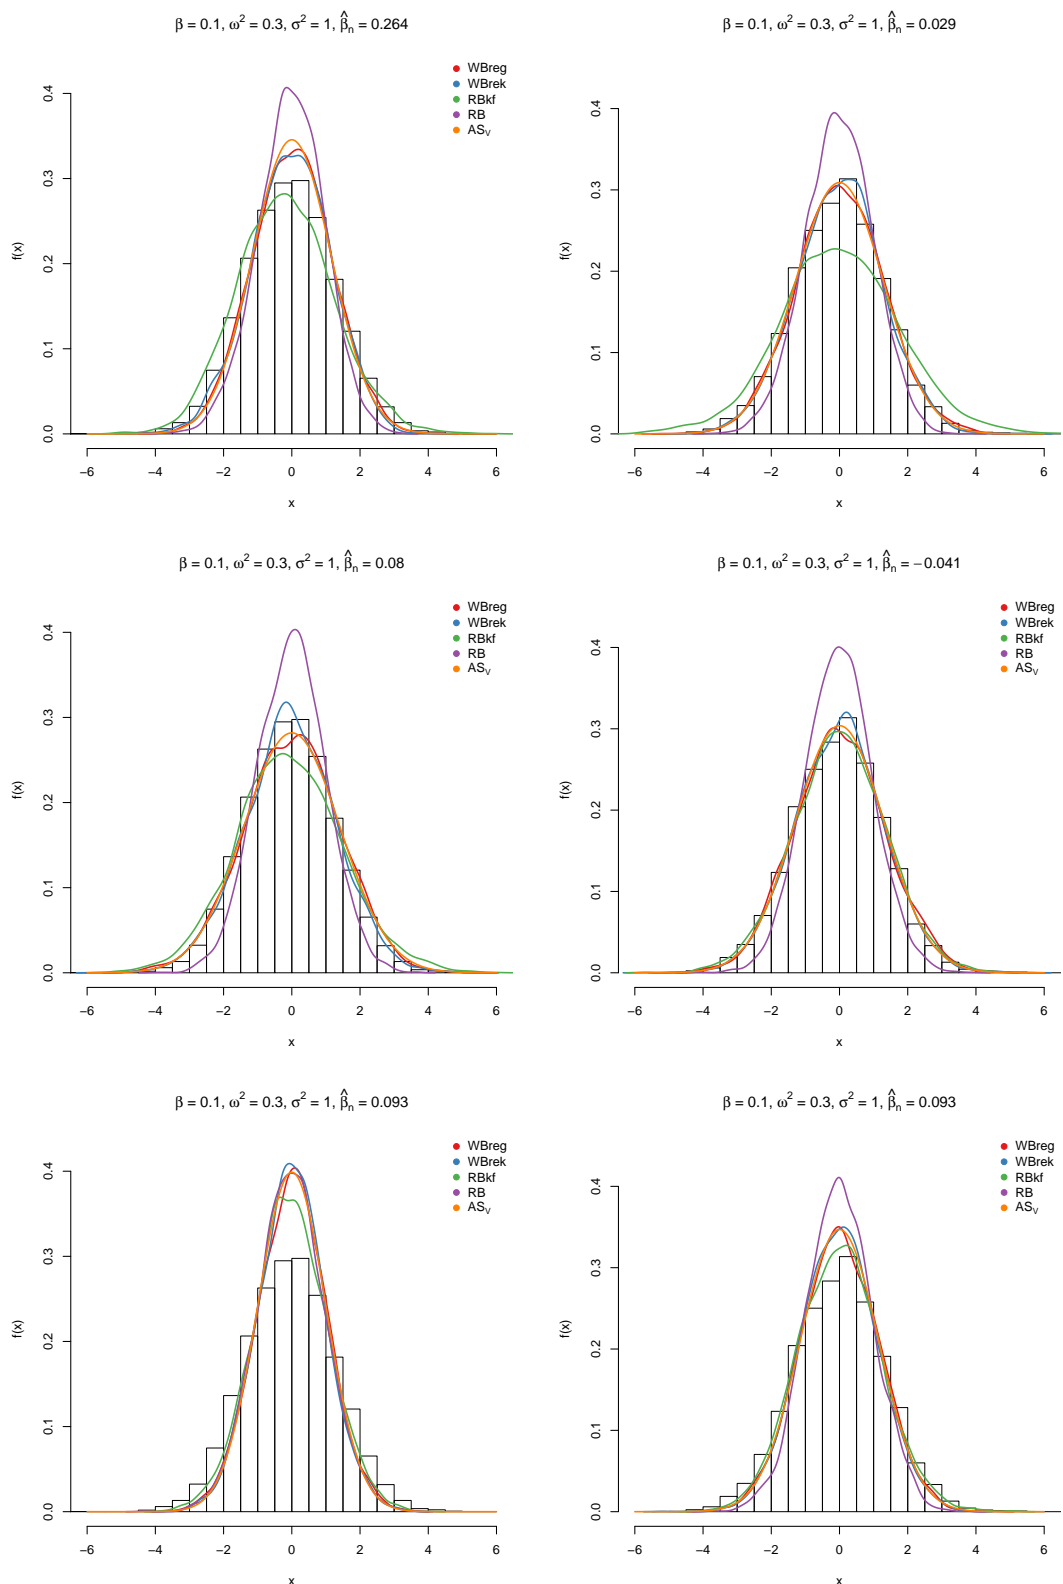 β = 0.1, ω² = 0.3, σ² = 1, β̂ₙ = 0.264
WBreg
WBrek
RBkf
RB
ASᵥ
f(x)
0.4
0.3
0.2
0.1
0.0
−6 −4 −2 0 2 4 6
x
β = 0.1, ω² = 0.3, σ² = 1, β̂ₙ = 0.029
f(x)
0.4
0.3
0.2
0.1
0.0
−6 −4 −2 0 2 4 6
x
β = 0.1, ω² = 0.3, σ² = 1, β̂ₙ = 0.08
WBreg
WBrek
RBkf
RB
ASᵥ
f(x)
0.4
0.3
0.2
0.1
0.0
−6 −4 −2 0 2 4 6
x
β = 0.1, ω² = 0.3, σ² = 1, β̂ₙ = −0.041
WBreg
WBrek
RBkf
RB
ASᵥ
f(x)
0.4
0.3
0.2
0.1
0.0
−6 −4 −2 0 2 4 6
x
β = 0.1, ω² = 0.3, σ² = 1, β̂ₙ = 0.093
WBreg
WBrek
RBkf
RB
ASᵥ
f(x)
0.4
0.3
0.2
0.1
0.0
−6 −4 −2 0 2 4 6
x
β = 0.1, ω² = 0.3, σ² = 1, β̂ₙ = 0.093
WBreg
WBrek
RBkf
RB
ASᵥ
f(x)
0.4
0.3
0.2
0.1
0.0
−6 −4 −2 0 2 4 6
x